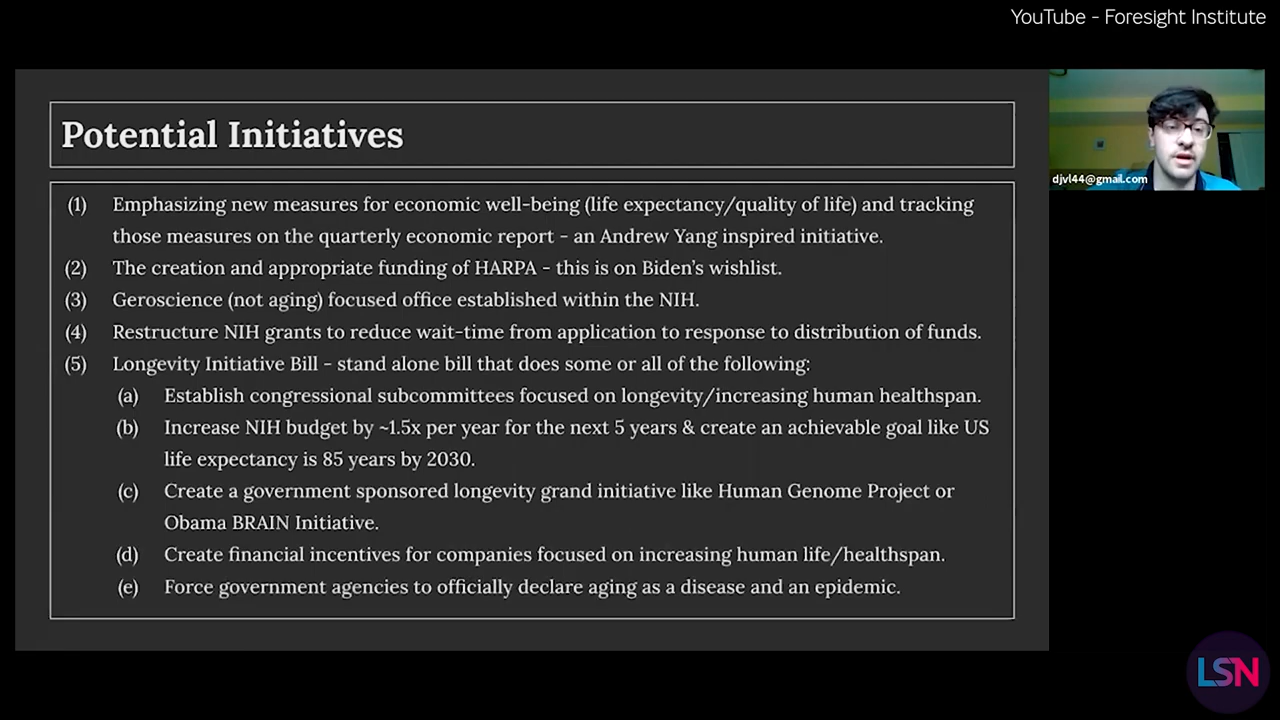 YouTube - Foresight Institute
Potential Initiatives
djvl44@gmail.com
(1) Emphasizing new measures for economic well-being (life expectancy/quality of life) and tracking
those measures on the quarterly economic report - an Andrew Yang inspired initiative.
(2) The creation and appropriate funding of HARPA - this is on Biden's wishlist.
(3) Geroscience (not aging) focused office established within the NIH.
(4) Restructure NIH grants to reduce wait-time from application to response to distribution of funds.
(5) Longevity Initiative Bill - stand alone bill that does some or all of the following:
(a) Establish congressional subcommittees focused on longevity/increasing human healthspan.
(b) Increase NIH budget by ~1.5x per year for the next 5 years & create an achievable goal like US
life expectancy is 85 years by 2030.
(c) Create a government sponsored longevity grand initiative like Human Genome Project or
Obama BRAIN Initiative.
(d) Create financial incentives for companies focused on increasing human life/healthspan.
(e) Force government agencies to officially declare aging as a disease and an epidemic.
LSN